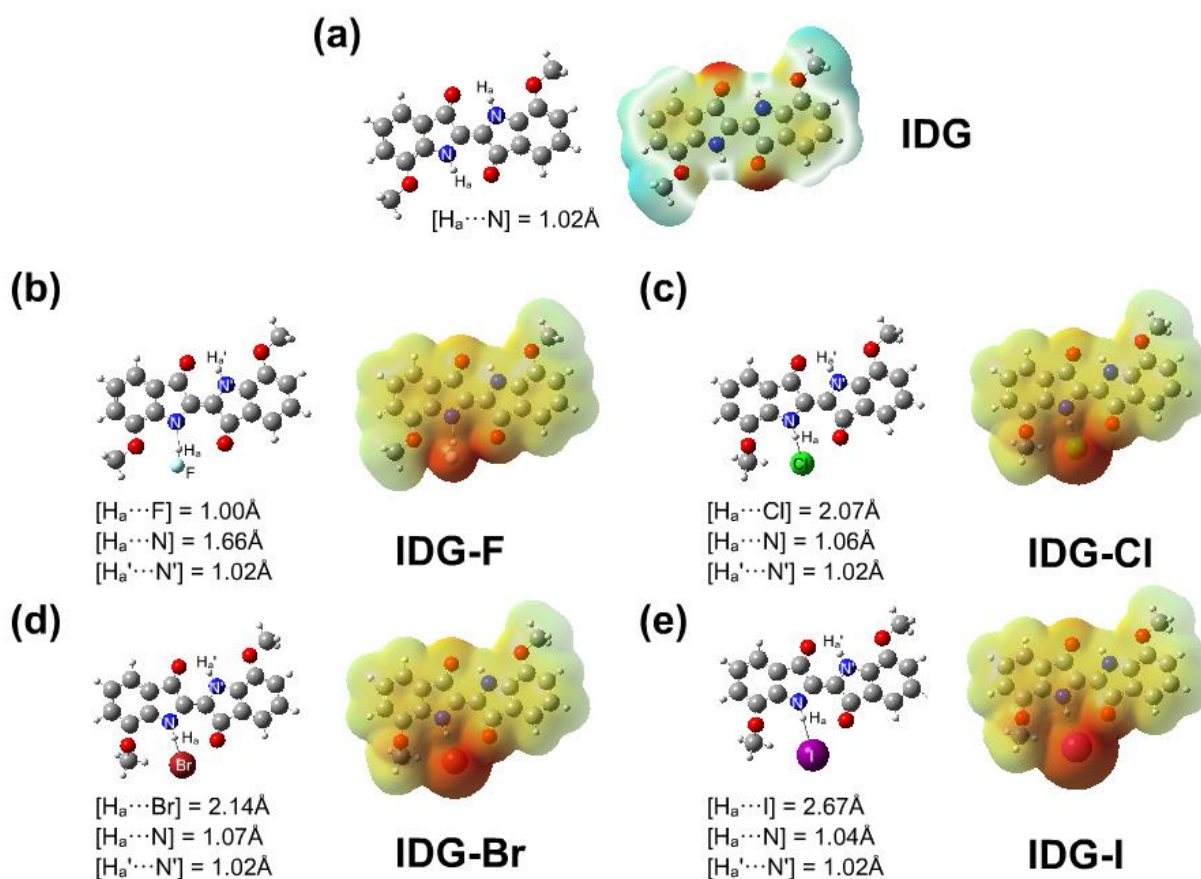 (a)
Hₐ
N
N
Hₐ
IDG
[Hₐ···N] = 1.02Å
(b)
(c)
Hₐ'
N'
N
Hₐ
F
Hₐ'
N'
N
Hₐ
Cl
[Hₐ···F] = 1.00Å
[Hₐ···N] = 1.66Å
[Hₐ'···N'] = 1.02Å
IDG-F
[Hₐ···Cl] = 2.07Å
[Hₐ···N] = 1.06Å
[Hₐ'···N'] = 1.02Å
IDG-Cl
(d)
(e)
Hₐ'
N'
N
Hₐ
Br
Hₐ'
N'
N
Hₐ
I
[Hₐ···Br] = 2.14Å
[Hₐ···N] = 1.07Å
[Hₐ'···N'] = 1.02Å
IDG-Br
[Hₐ···I] = 2.67Å
[Hₐ···N] = 1.04Å
[Hₐ'···N'] = 1.02Å
IDG-I